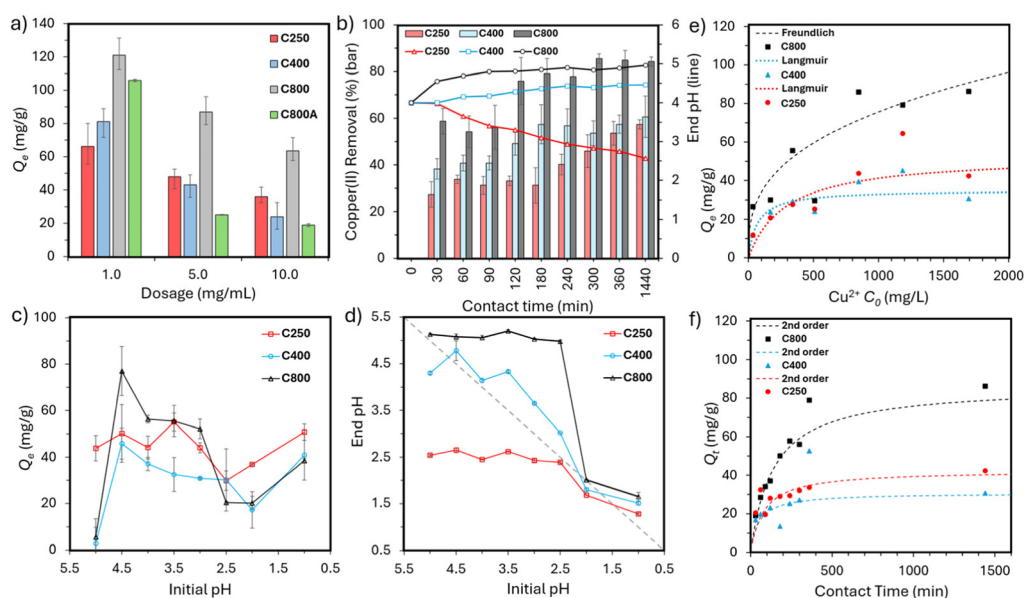 a)
140
120
100
80
60
40
20
0
Qe (mg/g)
C250
C400
C800
C800A
1.0 5.0 10.0
Dosage (mg/mL)
b)
100
80
60
40
20
0
Copper(II) Removal (%) (bar)
C250 C400 C800
C250 C400 C800
6
5
4
3
2
1
0
End pH (line)
0 30 60 90 120 180 240 300 360 1440
Contact time (min)
c)
100
80
60
40
20
0
Qe (mg/g)
C250
C400
C800
5.5 4.5 3.5 2.5 1.5 0.5
Initial pH
d)
5.5
4.5
3.5
2.5
1.5
0.5
End pH
C250
C400
C800
5.5 4.5 3.5 2.5 1.5 0.5
Initial pH
e)
120
100
80
60
40
20
0
Qe (mg/g)
Freundlich
C800
Langmuir
C400
Langmuir
C250
0 500 1000 1500 2000
Cu2+ C0 (mg/L)
f)
120
100
80
60
40
20
0
Qt (mg/g)
2nd order
C800
2nd order
C400
2nd order
C250
0 500 1000 1500
Contact Time (min)